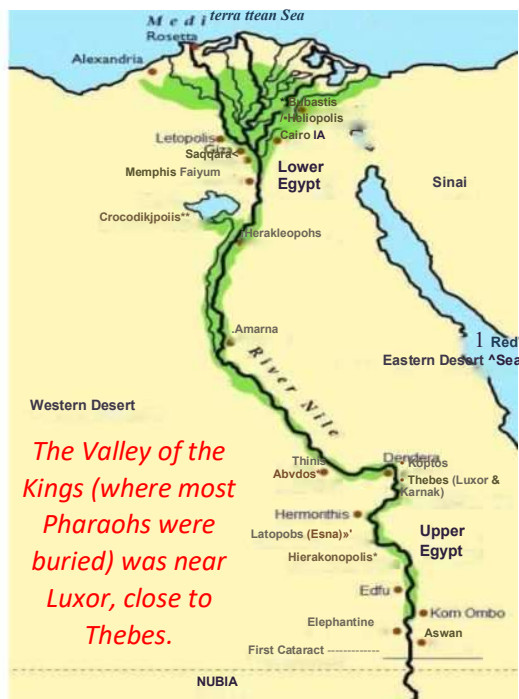 Medi terra ttean Sea
Rosetta
Alexandria
*Bubastis
/•Heliopolis
Cairo IA
Letopolis
Giza
Saqqara<
Lower
Egypt
Memphis Faiyum
Sinai
Crocodikjpoiis**
Herakleopohs
.Amarna
1 Red
Eastern Desert ^Sea
River Nile
Western Desert
The Valley of the
Kings (where most
Pharaohs were
buried) was near
Luxor, close to
Thebes.
Dendera
• Koptos
Thinis
Abvdos*
• Thebes (Luxor &
Karnak)
Hermonthis
Latopobs (Esna)»'
Upper
Egypt
Hierakonopolis*
Edfu
Kom Ombo
Elephantine
Aswan
First Cataract -------------
NUBIA